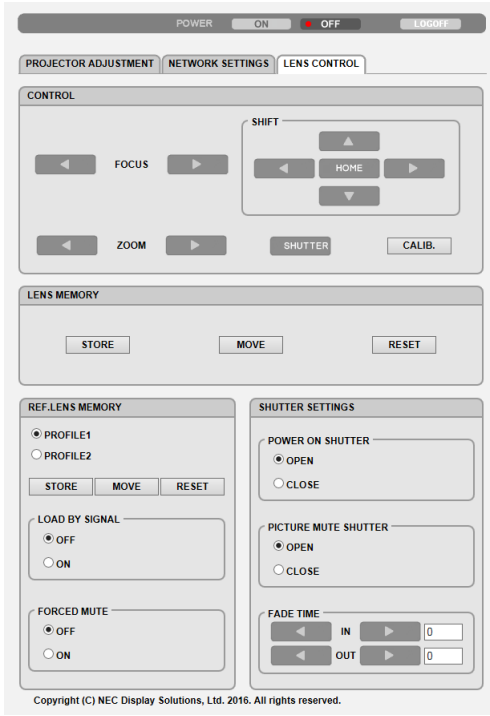 POWER ON OFF LOGOFF
PROJECTOR ADJUSTMENT NETWORK SETTINGS LENS CONTROL
CONTROL
SHIFT
FOCUS
HOME
ZOOM
SHUTTER
CALIB.
LENS MEMORY
STORE MOVE RESET
REF.LENS MEMORY
PROFILE1
PROFILE2
STORE MOVE RESET
LOAD BY SIGNAL
OFF
ON
FORCED MUTE
OFF
ON
SHUTTER SETTINGS
POWER ON SHUTTER
OPEN
CLOSE
PICTURE MUTE SHUTTER
OPEN
CLOSE
FADE TIME
IN 0
OUT 0
Copyright (C) NEC Display Solutions, Ltd. 2016. All rights reserved.